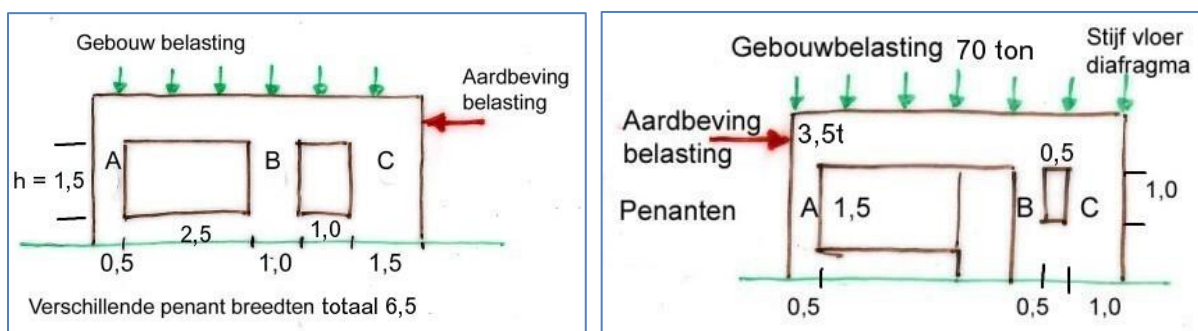 Gebouw belasting
Aardbeving
belasting
A
B
C
h = 1,5
2,5
1,0
0,5
1,0
1,5
Verschillende penant breedten totaal 6,5
Gebouwbelasting 70 ton
Stijf vloer
diafragma
Aardbeving
belasting
3,5t
0,5
1,0
Penanten
A
1,5
B
C
0,5
0,5
1,0